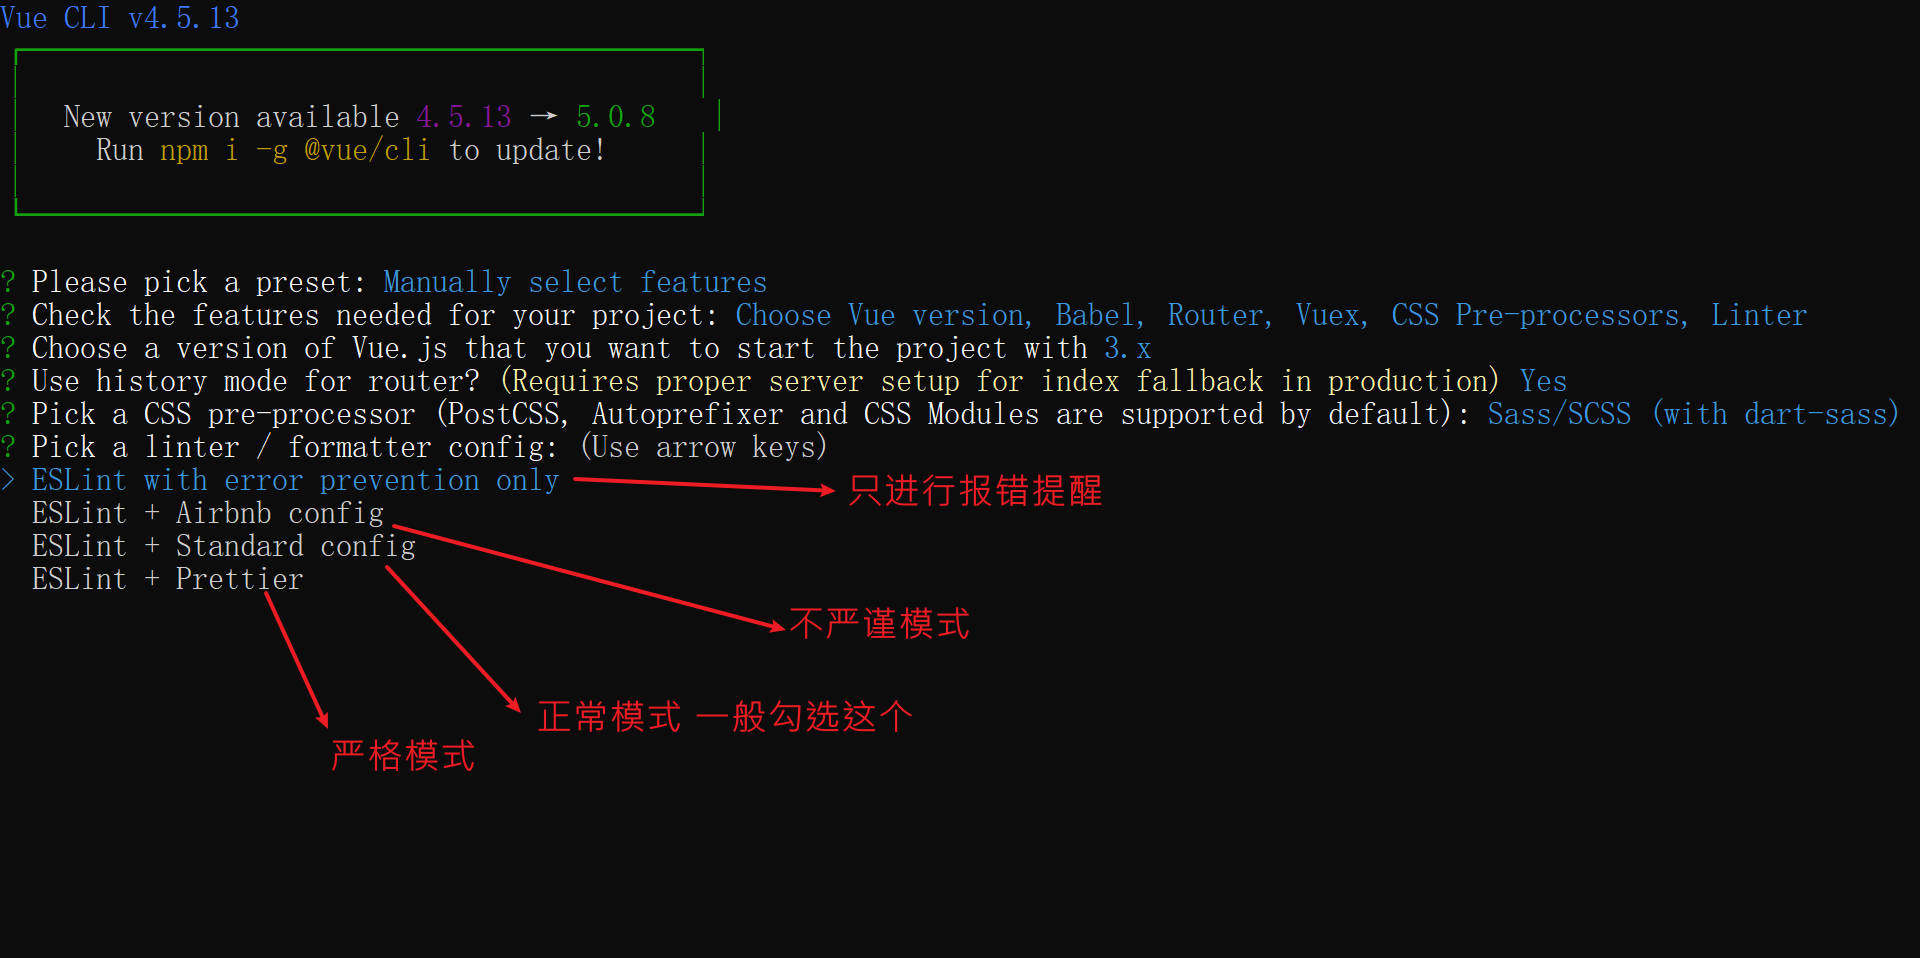 Vue CLI v4.5.13
New version available 4.5.13 → 5.0.8
Run npm i -g @vue/cli to update!
? Please pick a preset: Manually select features
? Check the features needed for your project: Choose Vue version, Babel, Router, Vuex, CSS Pre-processors, Linter
? Choose a version of Vue.js that you want to start the project with 3.x
? Use history mode for router? (Requires proper server setup for index fallback in production) Yes
? Pick a CSS pre-processor (PostCSS, Autoprefixer and CSS Modules are supported by default): Sass/SCSS (with dart-sass)
? Pick a linter / formatter config: (Use arrow keys)
> ESLint with error prevention only
只进行报错提醒
ESLint + Airbnb config
ESLint + Standard config
ESLint + Prettier
不严谨模式
正常模式 一般勾选这个
严格模式